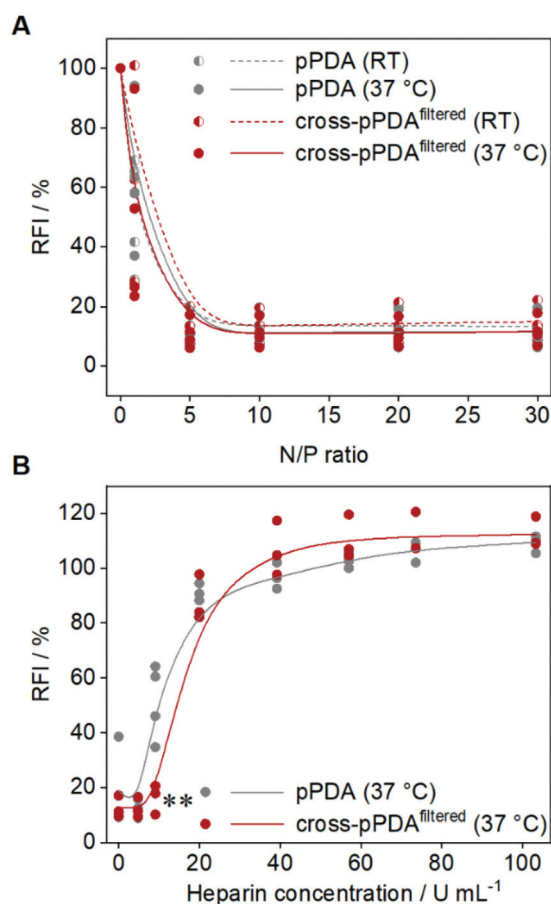 A
100
80
60
40
20
0
RFI / %
pPDA (RT)
pPDA (37 °C)
cross-pPDA^filtered (RT)
cross-pPDA^filtered (37 °C)
0 5 10 15 20 25 30
N/P ratio
B
120
100
80
60
40
20
0
RFI / %
**
pPDA (37 °C)
cross-pPDA^filtered (37 °C)
0 20 40 60 80 100
Heparin concentration / U mL⁻¹